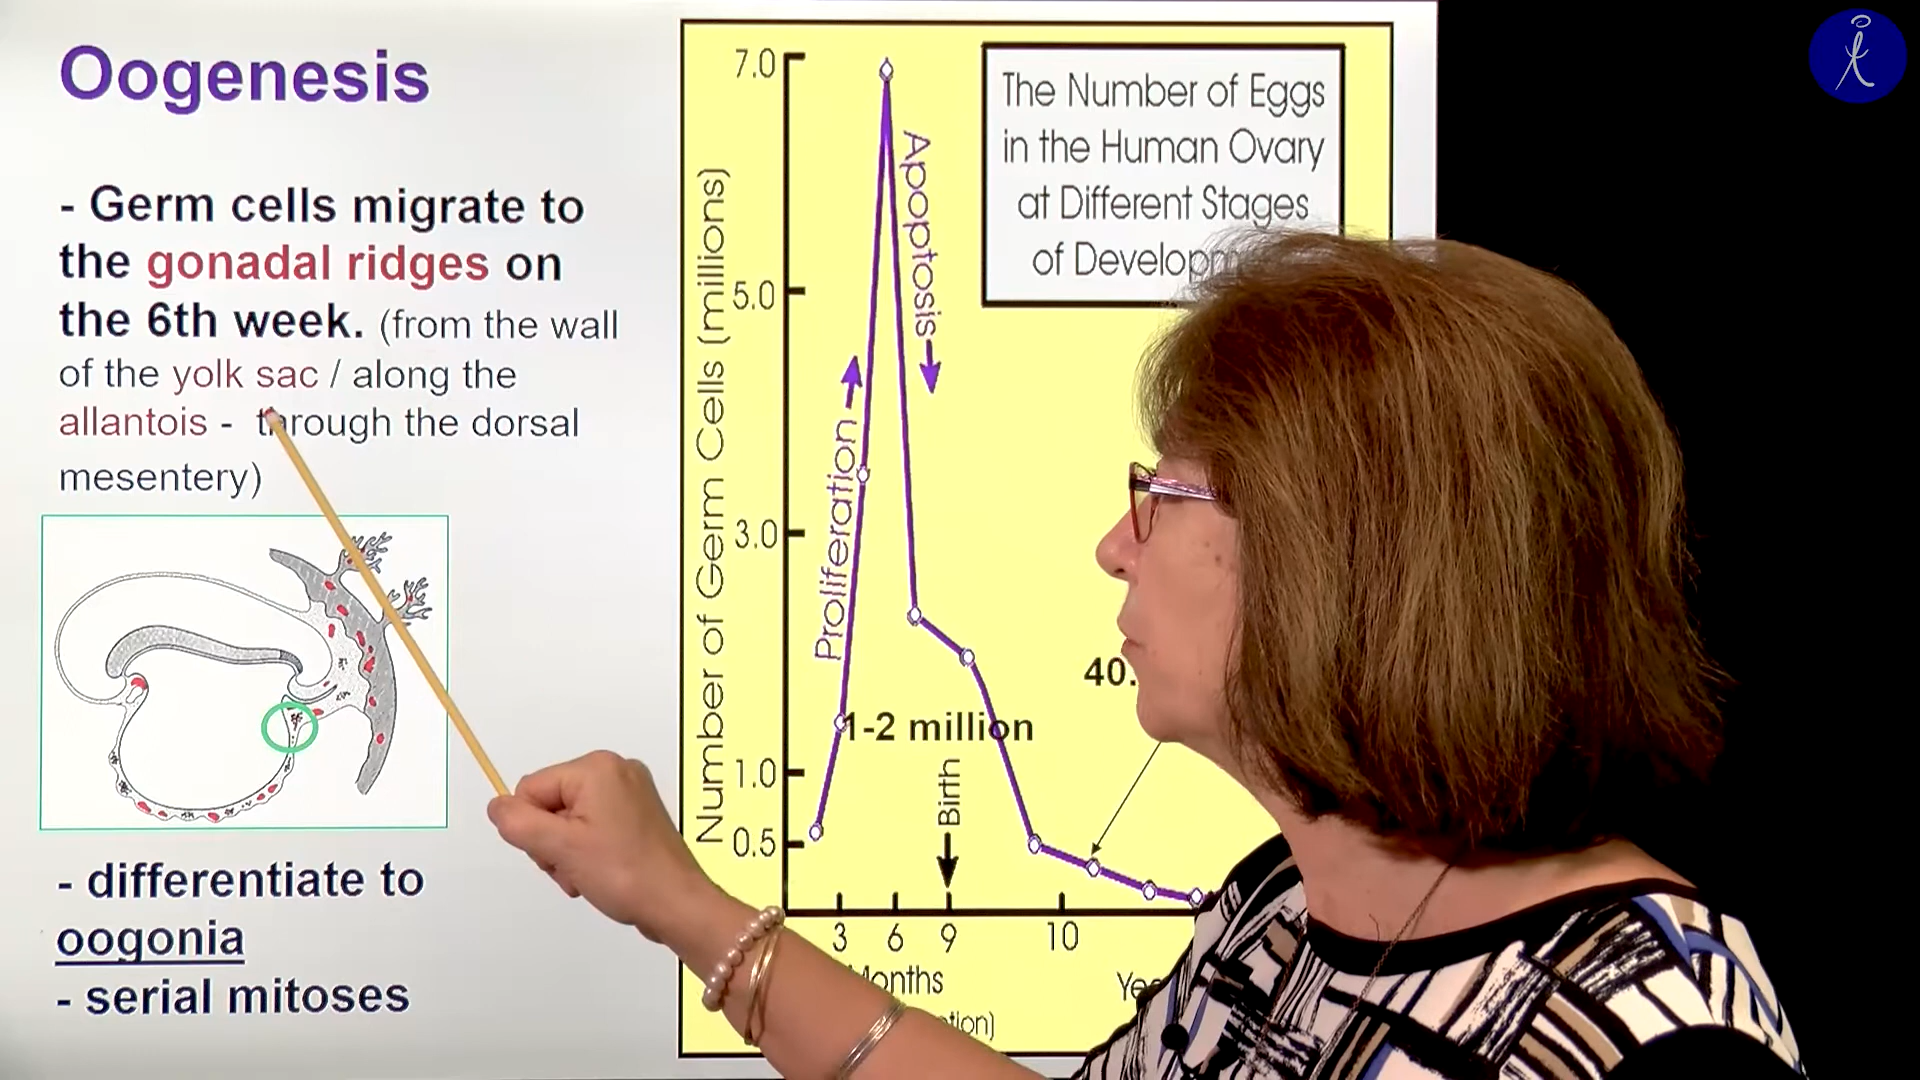 Oogenesis
- Germ cells migrate to
the gonadal ridges on
the 6th week. (from the wall
of the yolk sac / along the
allantois - through the dorsal
mesentery)
- differentiate to
oogonia
- serial mitoses
The Number of Eggs
in the Human Ovary
at Different Stages
of
Number of Germ Cells (millions)
7.0
5.0
3.0
1.0
0.5
Proliferation
Apoptosis
1-2 million
40.
Birth
3 6 9 10
Months